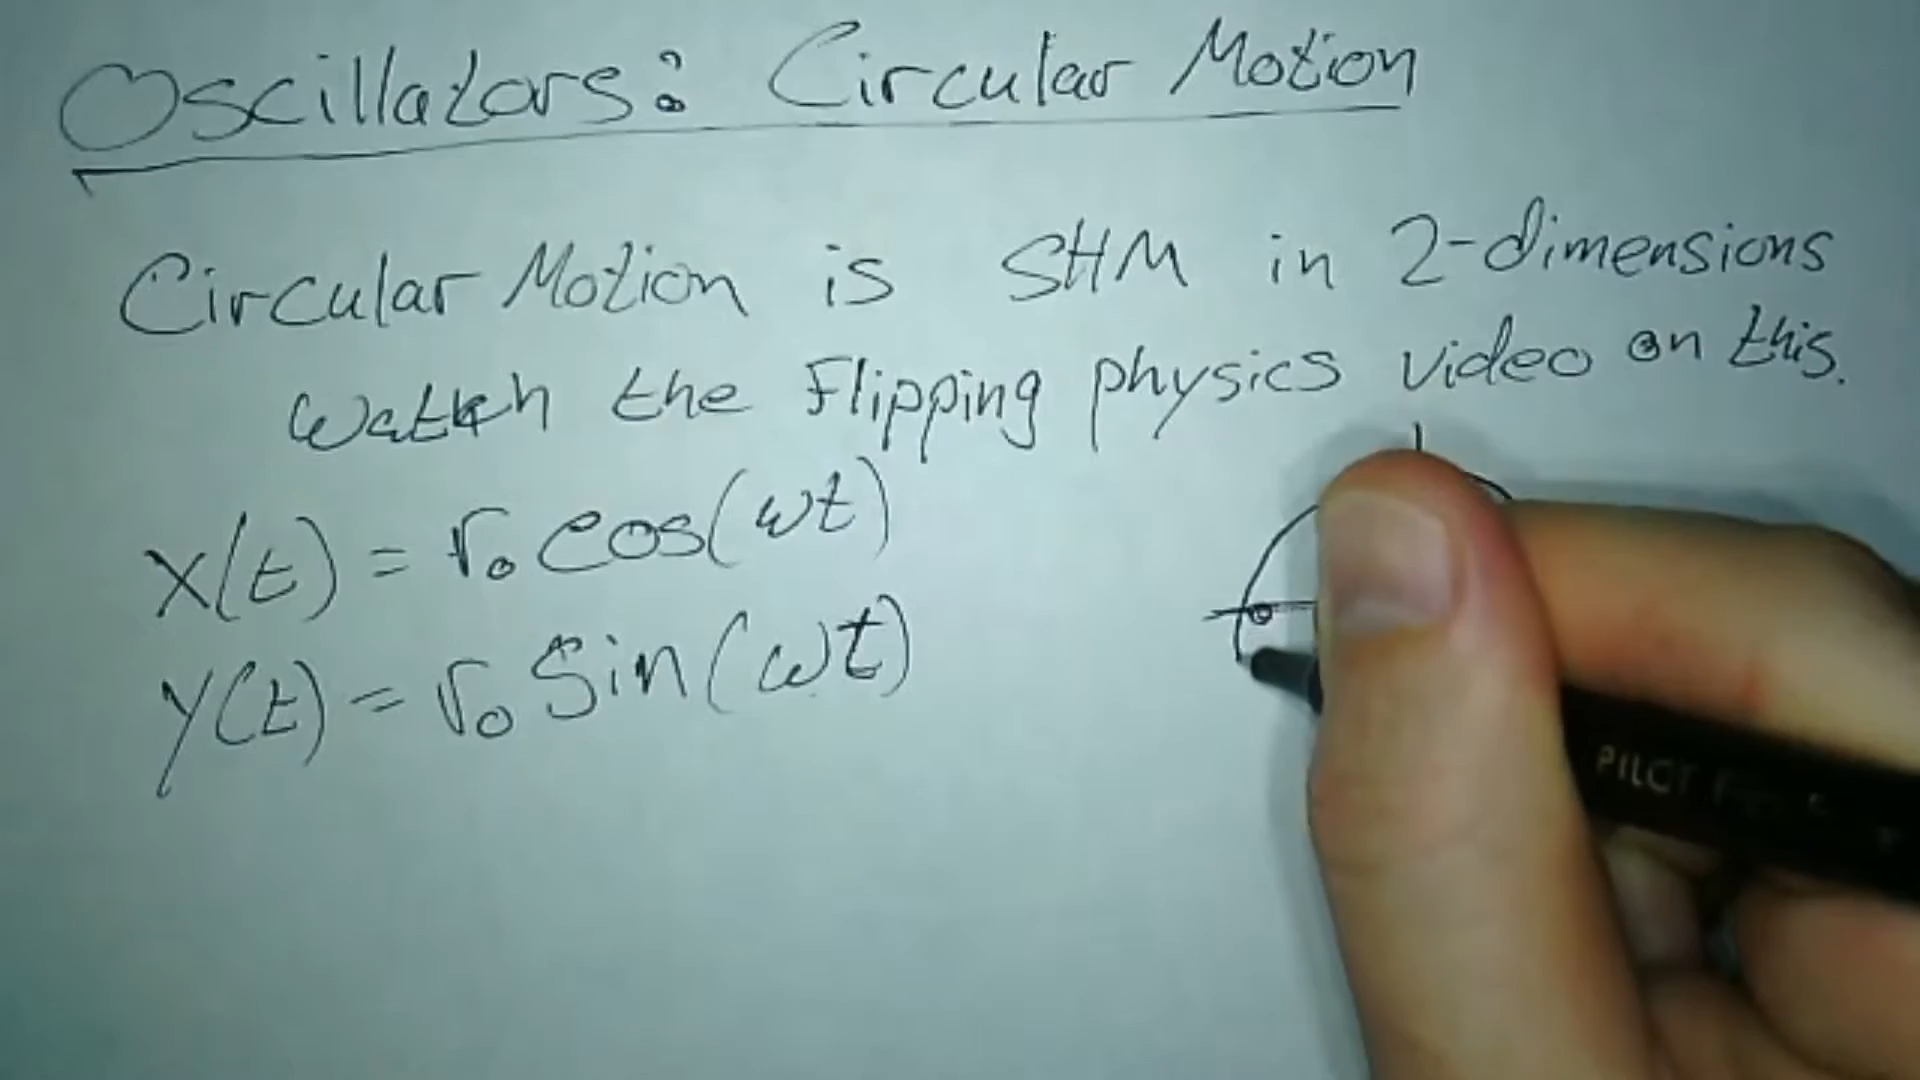 Oscillators: Circular Motion
Circular Motion is SHM in 2-dimensions
Watch the Flipping physics video on this.
x(t) = r₀ cos(ωt)
y(t) = r₀ Sin(ωt)
PILOT